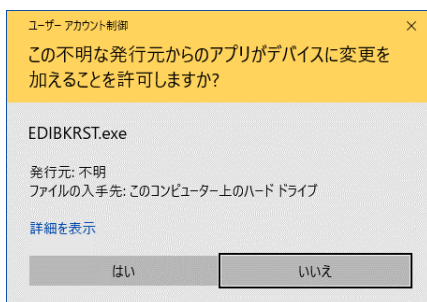 ユーザー アカウント制御
この不明な発行元からのアプリがデバイスに変更を
加えることを許可しますか?
EDIBKRST.exe
発行元: 不明
ファイルの入手先: このコンピューター上のハード ドライブ
詳細を表示
はい
いいえ